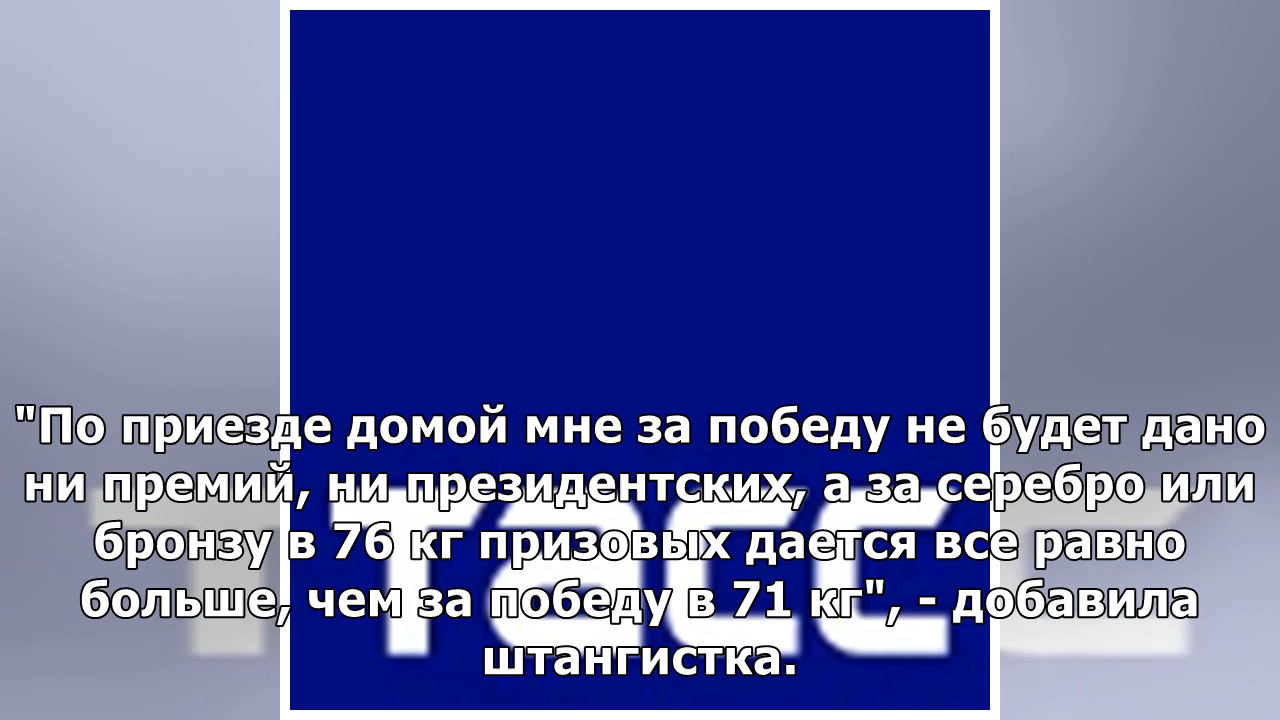 "По приезде домой мне за победу не будет дано
ни премий, ни президентских, а за серебро или
бронзу в 76 кг призовых дается все равно
больше, чем за победу в 71 кг", - добавила
штангистка.
тасс